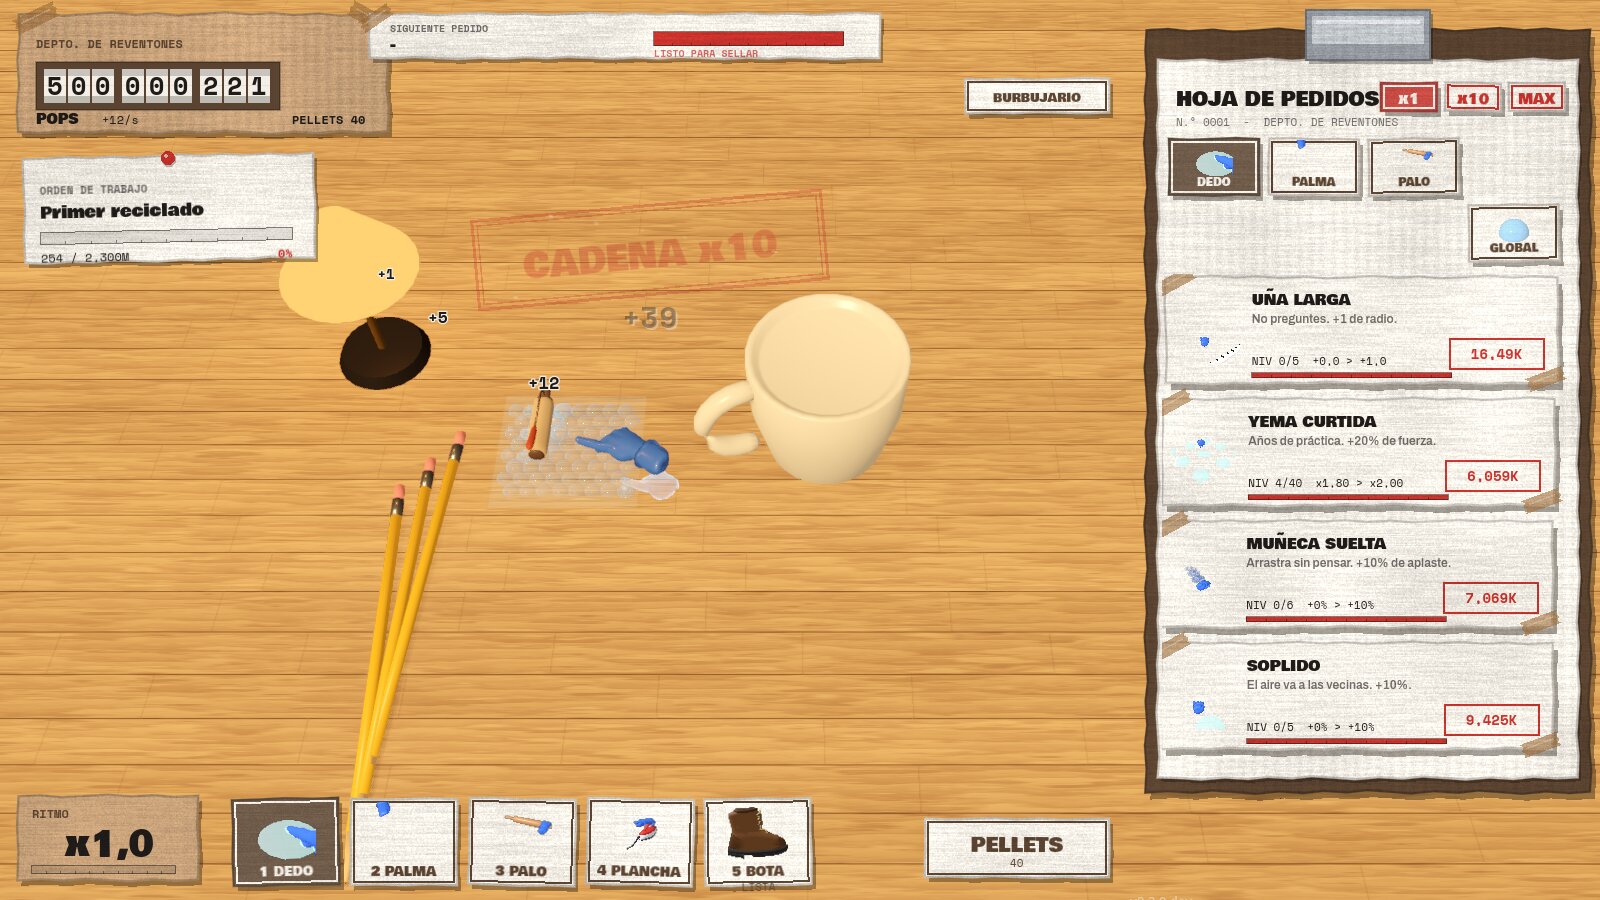 DEPTO. DE REVENTONES
500 000 221
POPS +12/s PELLETS 40
SIGUIENTE PEDIDO
-
LISTO PARA SELLAR
BURBUJARIO
ORDEN DE TRABAJO
Primer reciclado
0%
254 / 2,300M
CADENA x10
+1
+5
+39
+12
HOJA DE PEDIDOS x1 x10 MAX
N.° 0001 - DEPTO. DE REVENTONES
DEDO PALMA PALO
GLOBAL
UÑA LARGA
No preguntes. +1 de radio.
NIV 0/5 +0,0 > +1,0
16,49K
YEMA CURTIDA
Años de práctica. +20% de fuerza.
NIV 4/40 x1,80 > x2,00
6,059K
MUÑECA SUELTA
Arrastra sin pensar. +10% de aplaste.
NIV 0/6 +0% > +10%
7,069K
SOPLIDO
El aire va a las vecinas. +10%.
NIV 0/5 +0% > +10%
9,425K
RITMO
x1,0
1 DEDO
2 PALMA
3 PALO
4 PLANCHA
5 BOTA
LISTA
PELLETS
40